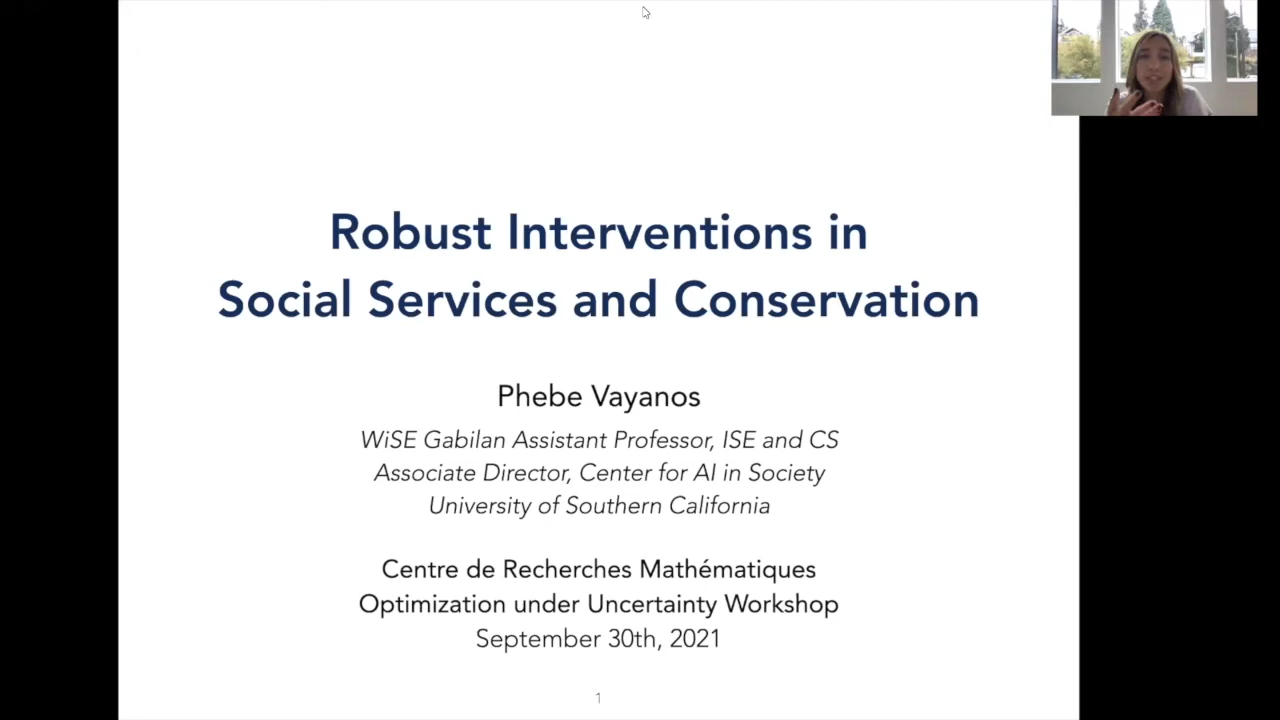 Robust Interventions in
Social Services and Conservation
Phebe Vayanos
WiSE Gabilan Assistant Professor, ISE and CS
Associate Director, Center for AI in Society
University of Southern California
Centre de Recherches Mathématiques
Optimization under Uncertainty Workshop
September 30th, 2021
1